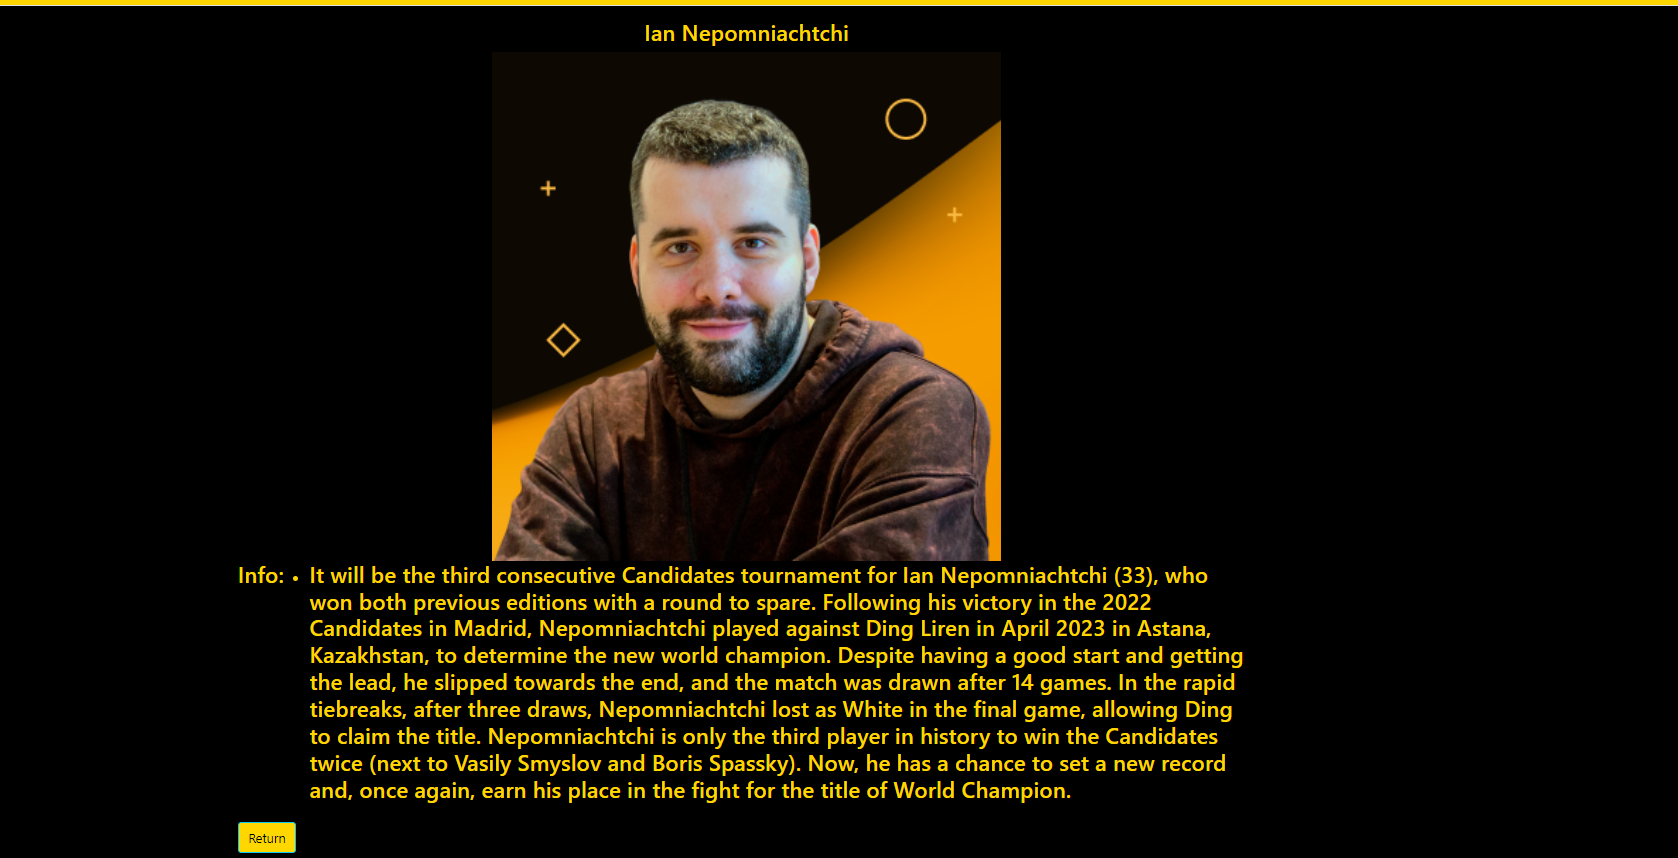 Ian Nepomniachtchi
Info: • It will be the third consecutive Candidates tournament for Ian Nepomniachtchi (33), who
won both previous editions with a round to spare. Following his victory in the 2022
Candidates in Madrid, Nepomniachtchi played against Ding Liren in April 2023 in Astana,
Kazakhstan, to determine the new world champion. Despite having a good start and getting
the lead, he slipped towards the end, and the match was drawn after 14 games. In the rapid
tiebreaks, after three draws, Nepomniachtchi lost as White in the final game, allowing Ding
to claim the title. Nepomniachtchi is only the third player in history to win the Candidates
twice (next to Vasily Smyslov and Boris Spassky). Now, he has a chance to set a new record
and, once again, earn his place in the fight for the title of World Champion.
Return